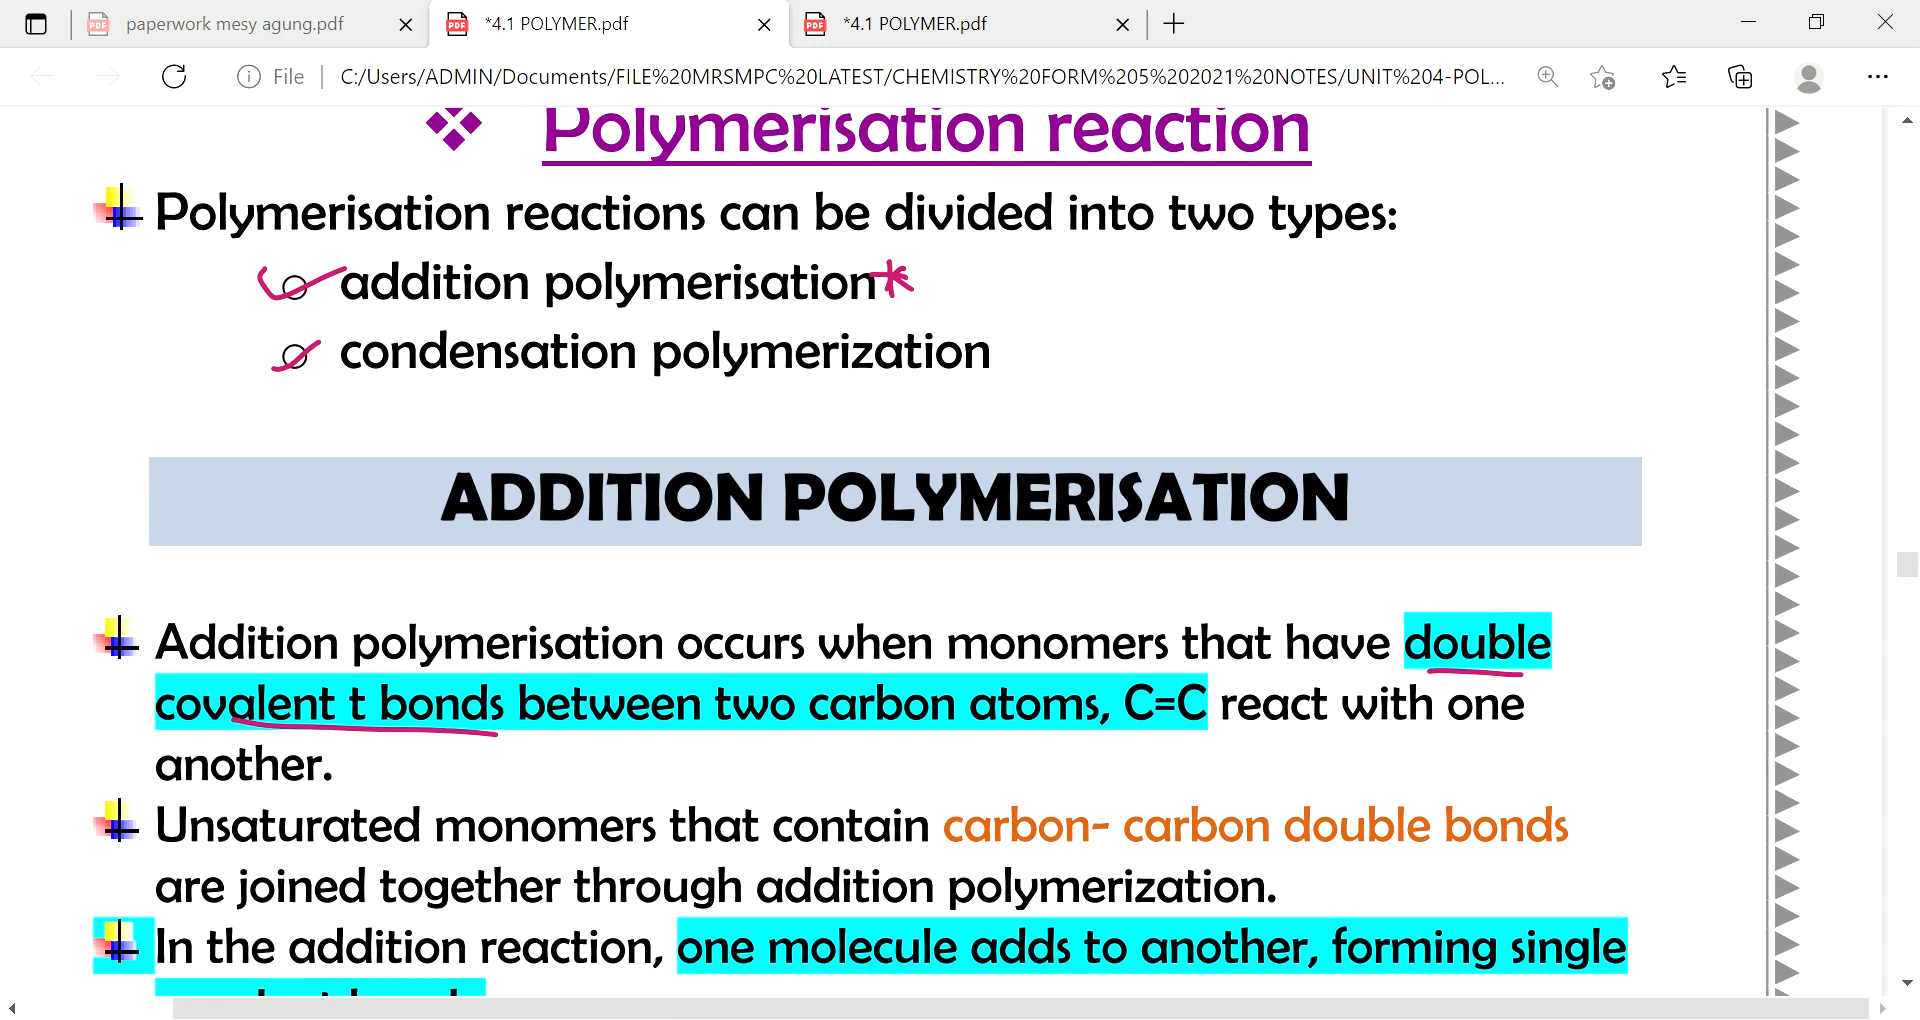 paperwork mesy agung.pdf
*4.1 POLYMER.pdf
*4.1 POLYMER.pdf
File
C:/Users/ADMIN/Documents/FILE%20MRSMPC%20LATEST/CHEMISTRY%20FORM%205%202021%20NOTES/UNIT%204-POL...
Polymerisation reaction
Polymerisation reactions can be divided into two types:
addition polymerisation*
condensation polymerization
ADDITION POLYMERISATION
Addition polymerisation occurs when monomers that have double
covalent t bonds between two carbon atoms, C=C react with one
another.
Unsaturated monomers that contain carbon- carbon double bonds
are joined together through addition polymerization.
In the addition reaction, one molecule adds to another, forming single